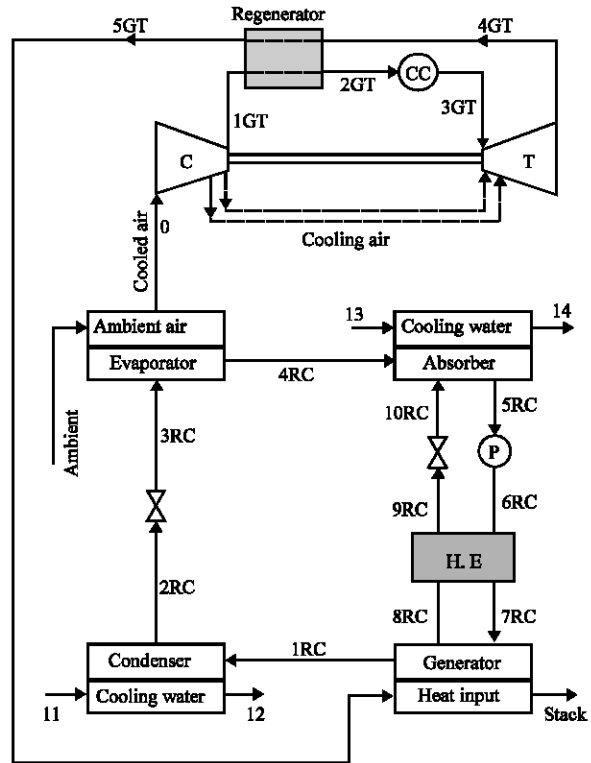 Regenerator
5GT
4GT
2GT
CC
1GT
3GT
C
T
Cooling air
Cooled air
0
Ambient air
Evaporator
13
Cooling water
14
Absorber
4RC
10RC
5RC
Ambient
3RC
P
9RC
6RC
H. E
2RC
8RC
7RC
1RC
Condenser
Generator
Cooling water
Heat input
11
12
Stack